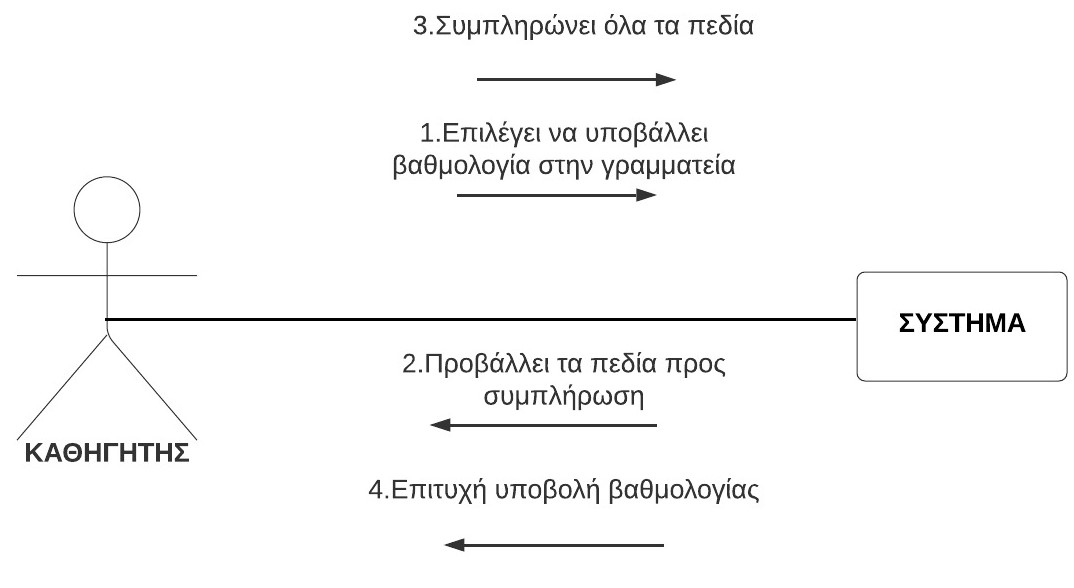 3.Συμπληρώνει όλα τα πεδία
1.Επιλέγει να υποβάλλει
βαθμολογία στην γραμματεία
ΣΥΣΤΗΜΑ
2.Προβάλλει τα πεδία προς
συμπλήρωση
ΚΑΘΗΓΗΤΗΣ
4.Επιτυχή υποβολή βαθμολογίας